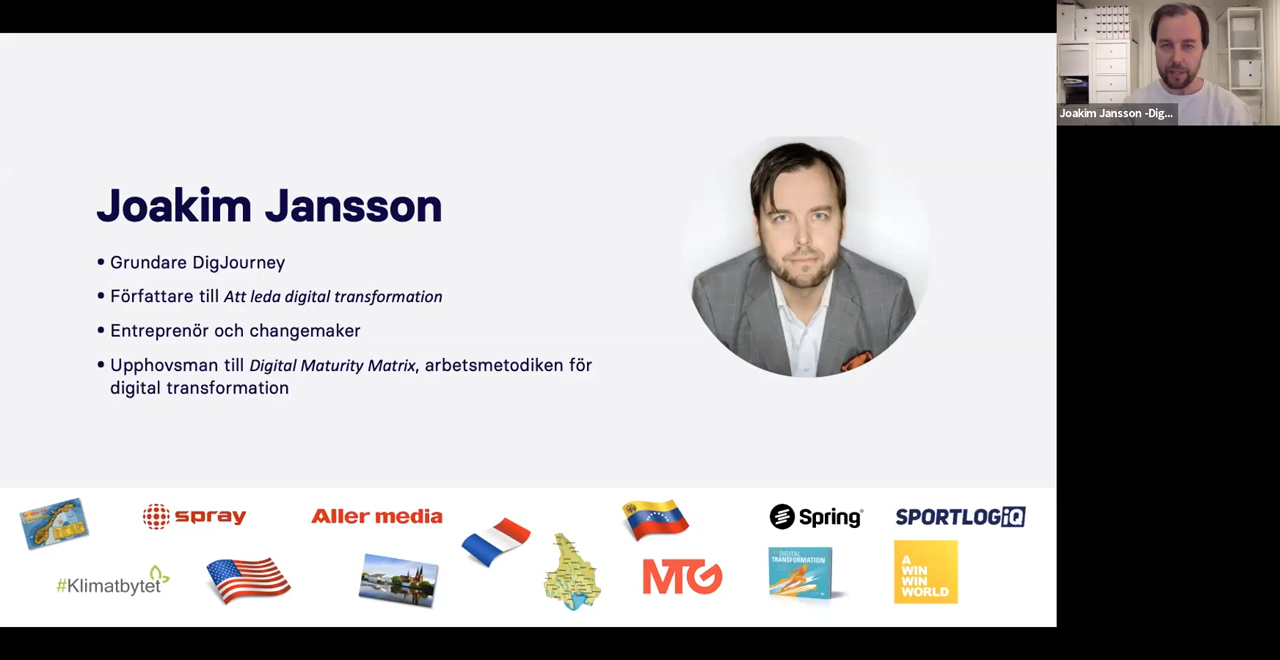 Joakim Jansson -Dig...
Joakim Jansson
• Grundare DigJourney
• Författare till Att leda digital transformation
• Entreprenör och changemaker
• Upphovsman till Digital Maturity Matrix, arbetsmetodiken för
digital transformation
spray
Aller media
Spring
SPORTLOGiQ
#Klimatbytet
MTG
DIGITAL
TRANSFORMATION
A
WIN
WIN
WORLD